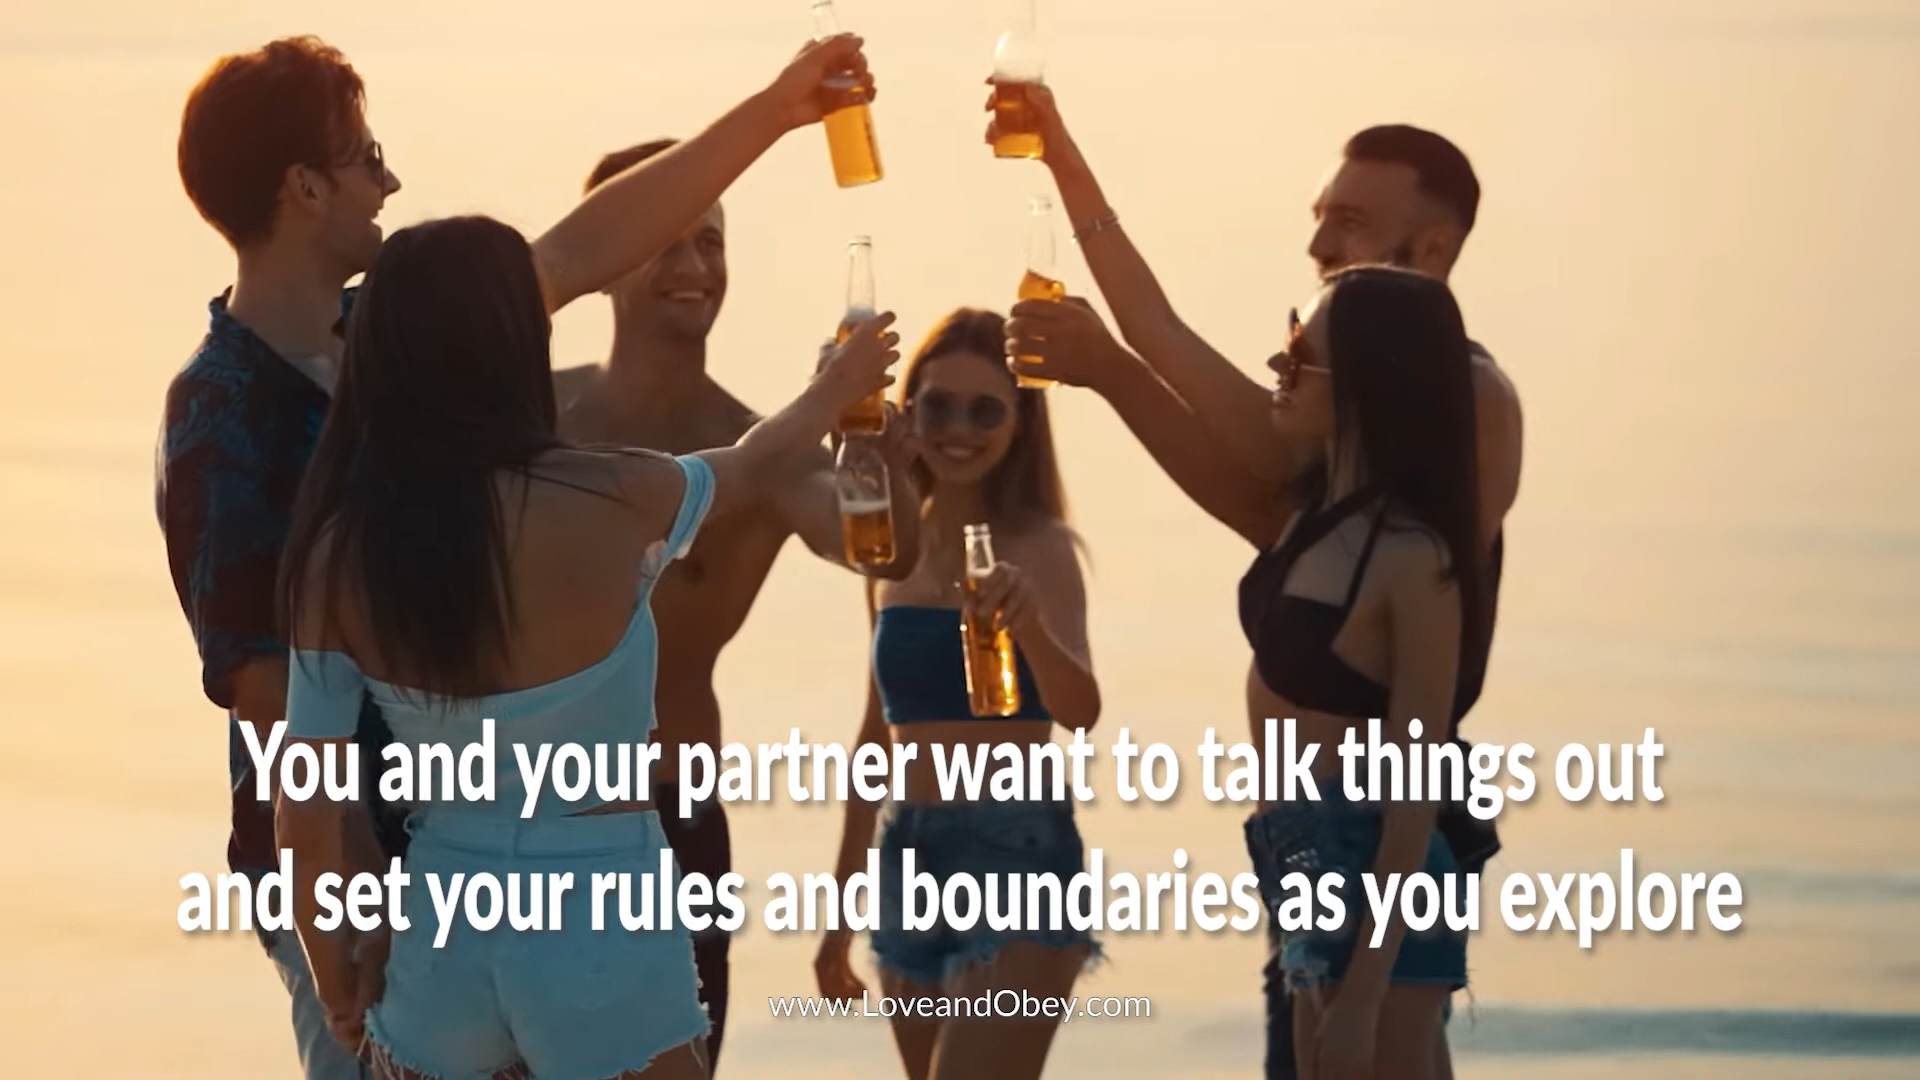 You and your partner want to talk things out
and set your rules and boundaries as you explore
www.LoveandObey.com